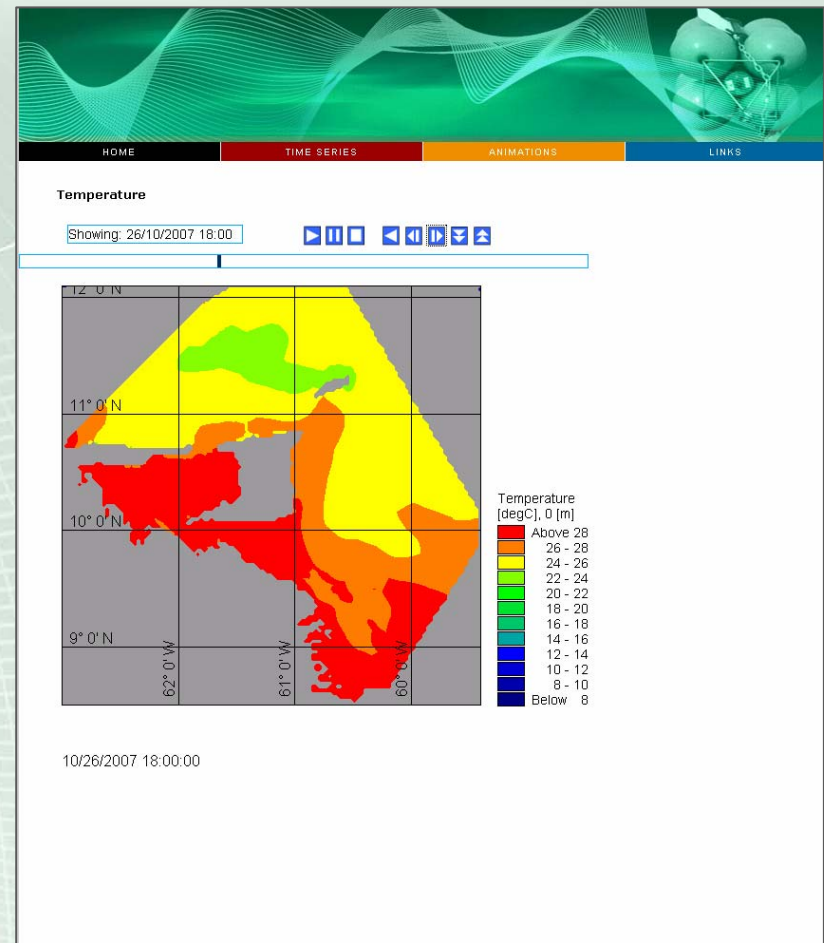 HOME TIME SERIES ANIMATIONS LINKS
Temperature
Showing: 26/10/2007 18:00
12° 0' N
11° 0' N
10° 0' N
9° 0' N
62° 0' W
61° 0' W
60° 0' W
Temperature
[degC], 0 [m]
Above 28
26 - 28
24 - 26
22 - 24
20 - 22
18 - 20
16 - 18
14 - 16
12 - 14
10 - 12
8 - 10
Below 8
10/26/2007 18:00:00